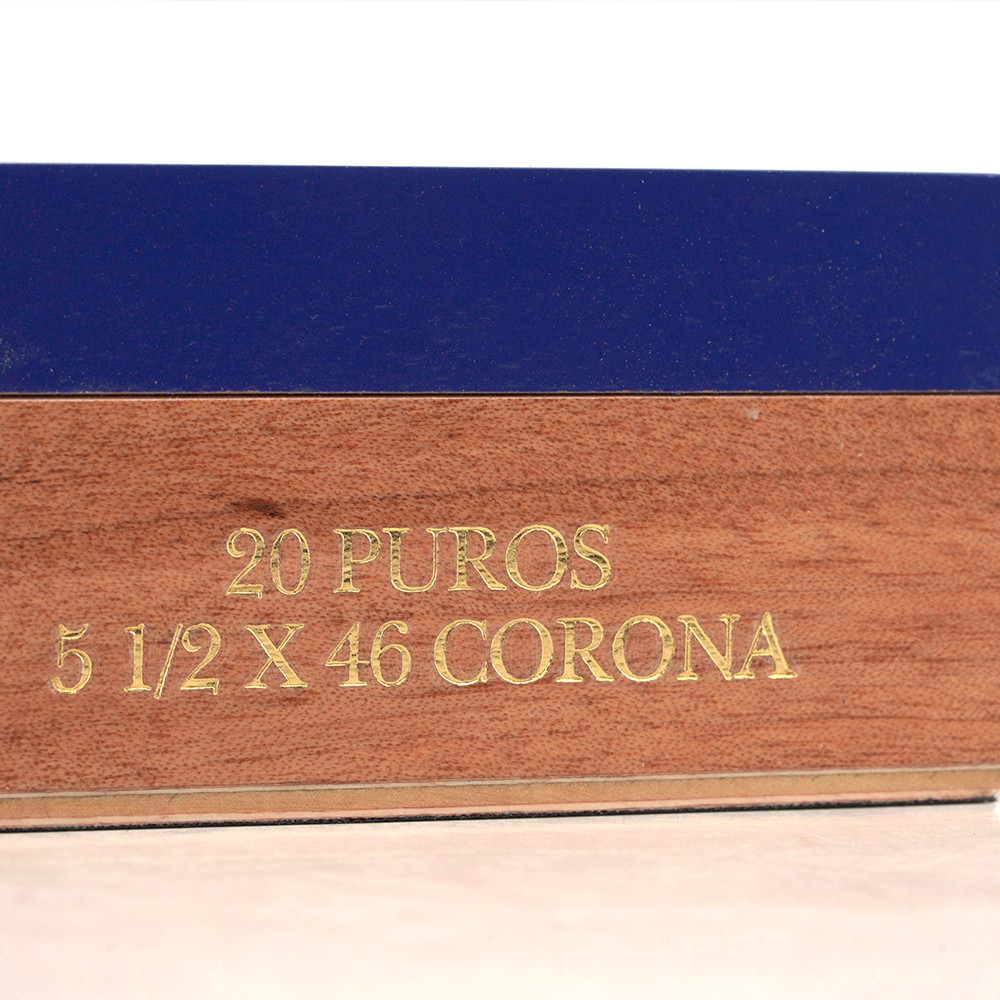 20 PUROS
5 1/2 X 46 CORONA